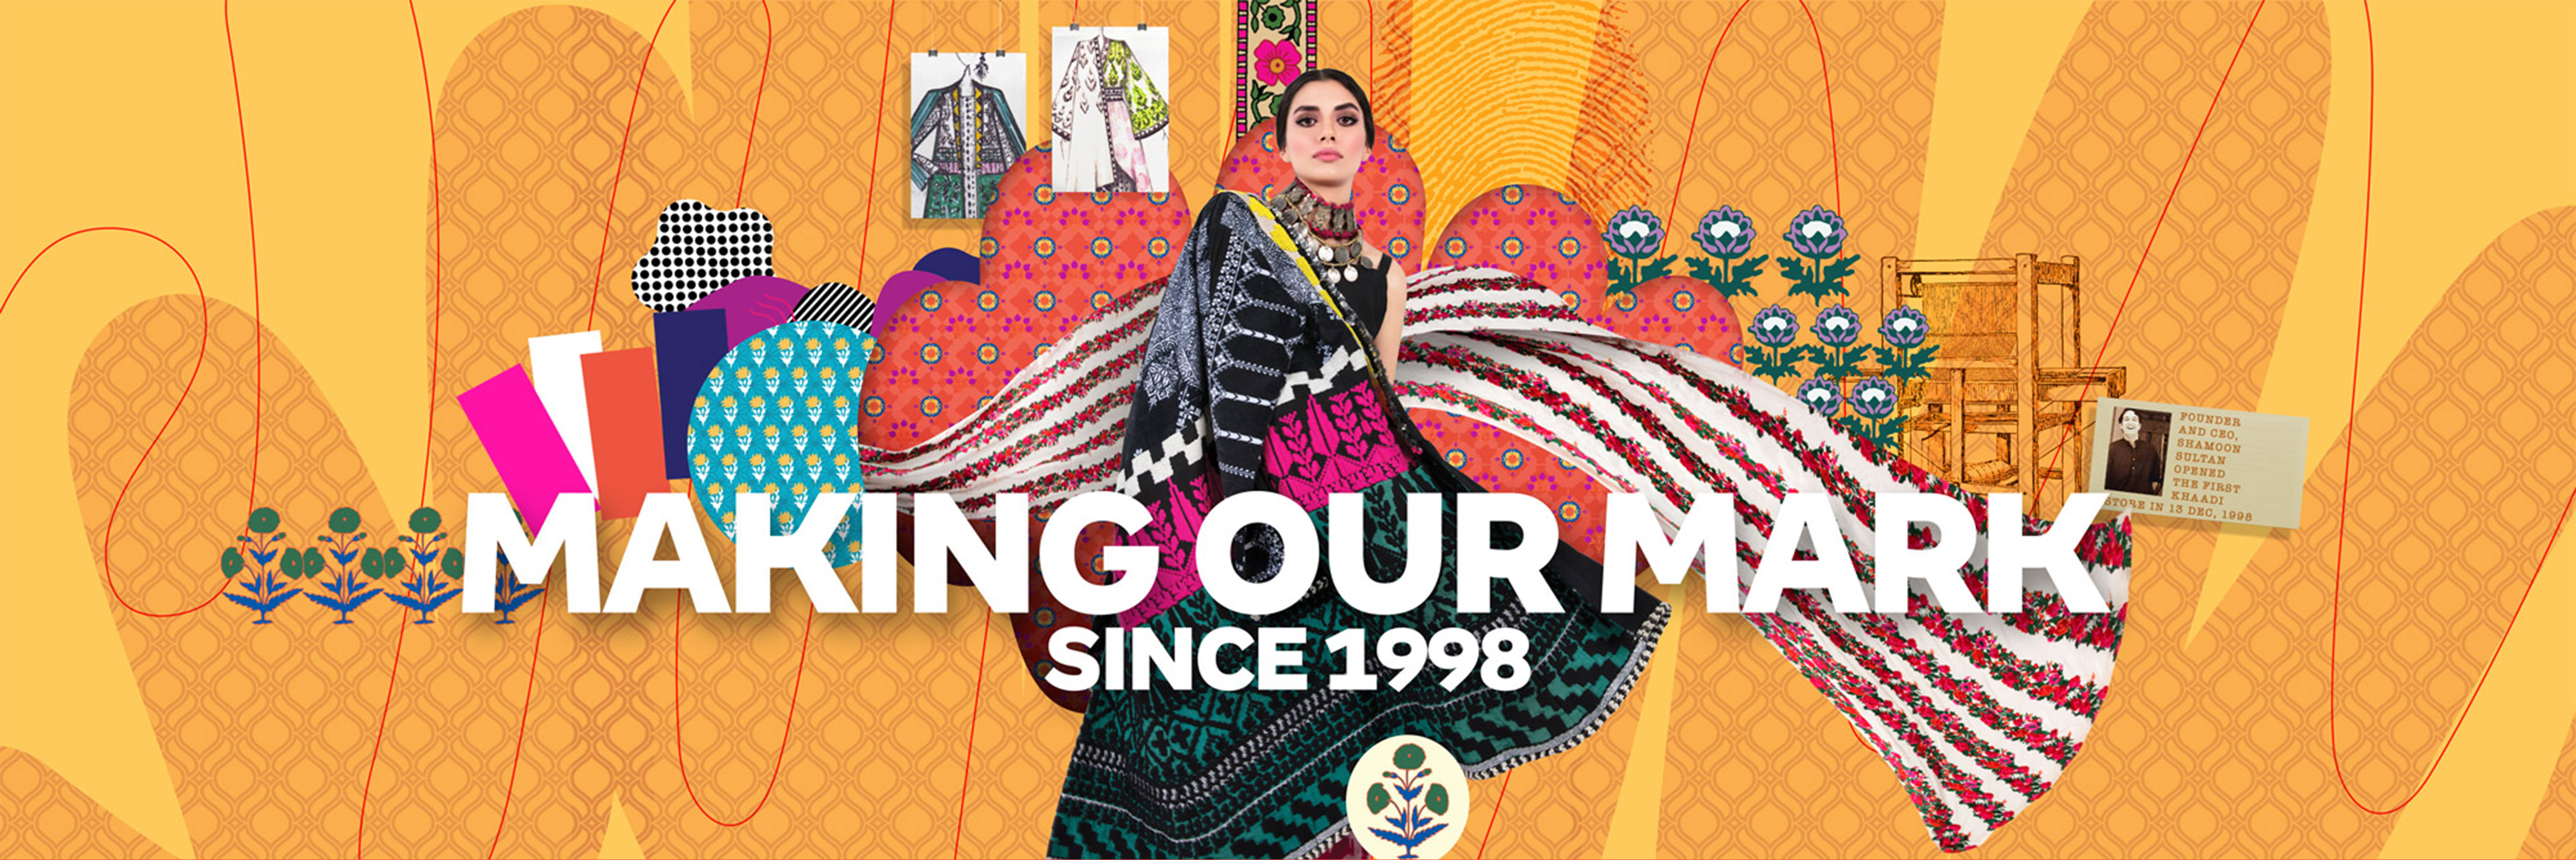 MAKING OUR MARK
SINCE 1998
FOUNDER
AND CEO,
SHAMOON
SULTAN
OPENED
THE FIRST
KHAADI
STORE IN 13 DEC, 1998